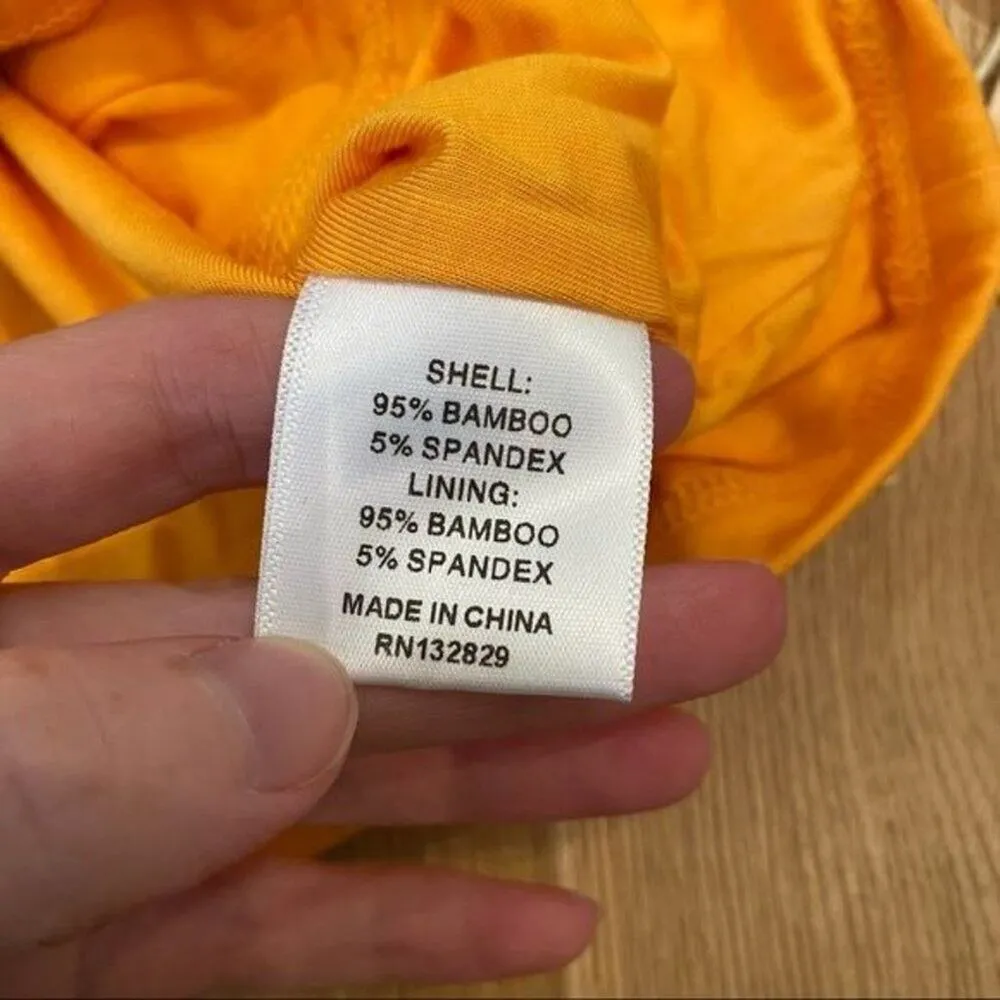 SHELL:
95% BAMBOO
5% SPANDEX
LINING:
95% BAMBOO
5% SPANDEX
MADE IN CHINA
RN132829